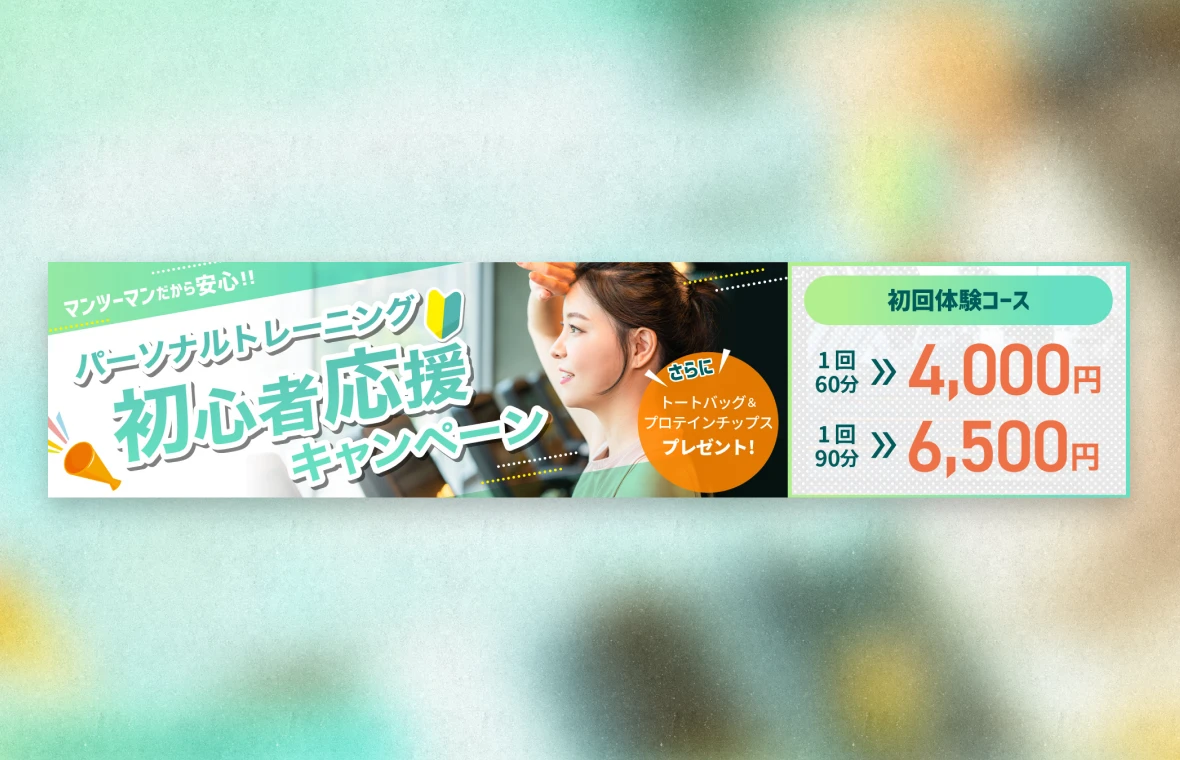 マンツーマンだから安心!!
パーソナルトレーニング
初心者応援
キャンペーン
さらに
トートバッグ&
プロテインチップス
プレゼント!
初回体験コース
1回
60分
4,000円
1回
90分
6,500円